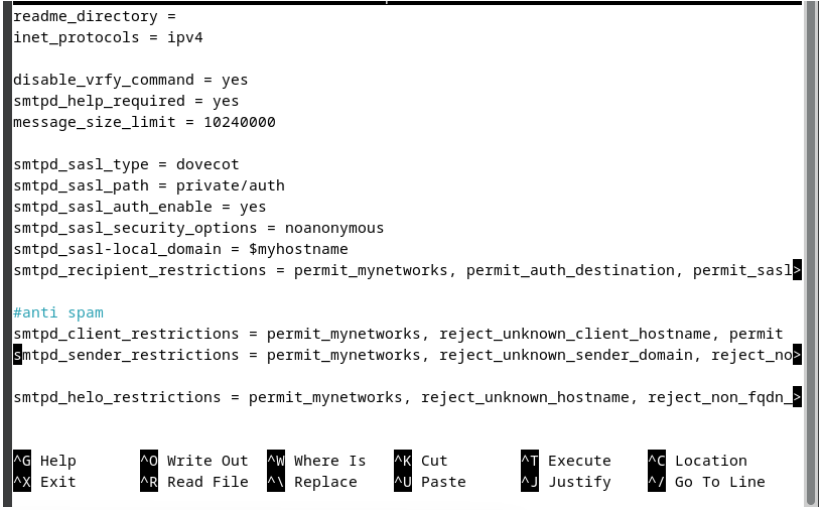 readme_directory =
inet_protocols = ipv4
disable_vrfy_command = yes
smtpd_help_required = yes
message_size_limit = 10240000
smtpd_sasl_type = dovecot
smtpd_sasl_path = private/auth
smtpd_sasl_auth_enable = yes
smtpd_sasl_security_options = noanonymous
smtpd_sasl-local_domain = $myhostname
smtpd_recipient_restrictions = permit_mynetworks, permit_auth_destination, permit_sasl>
#anti spam
smtpd_client_restrictions = permit_mynetworks, reject_unknown_client_hostname, permit
smtpd_sender_restrictions = permit_mynetworks, reject_unknown_sender_domain, reject_no>
smtpd_helo_restrictions = permit_mynetworks, reject_unknown_hostname, reject_non_fqdn_>
^G Help ^O Write Out ^W Where Is ^K Cut ^T Execute ^C Location
^X Exit ^R Read File ^\ Replace ^U Paste ^J Justify ^/ Go To Line